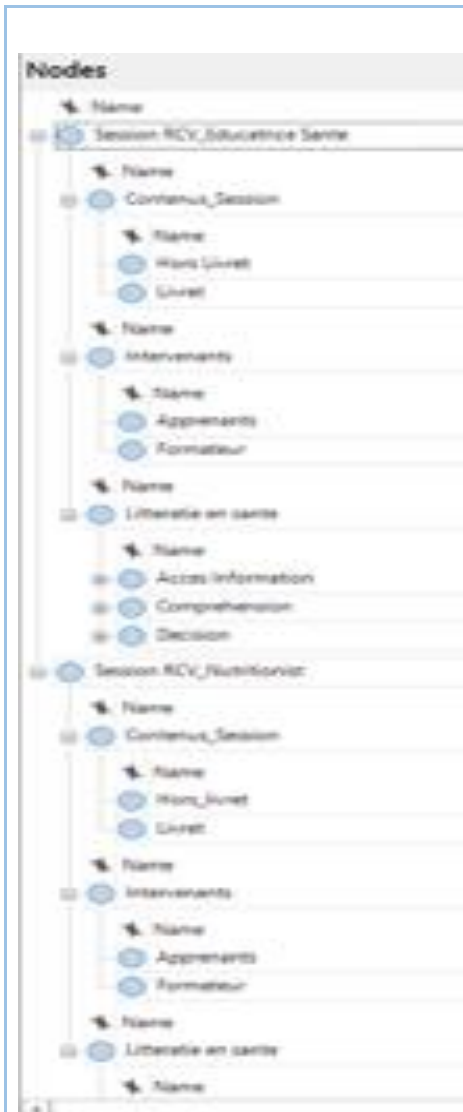 Nodes
Name
Session RCV_Educatrice Sante
Name
Contenus_Session
Name
Hors Livret
Livret
Name
Intervenants
Name
Apprenants
Formateur
Name
Litteratie en sante
Name
Acces Information
Comprehension
Decision
Session RCV_Nutritionist
Name
Contenus_Session
Name
Hors_livret
Livret
Name
Intervenants
Name
Apprenants
Formateur
Name
Litteratie en sante
Name